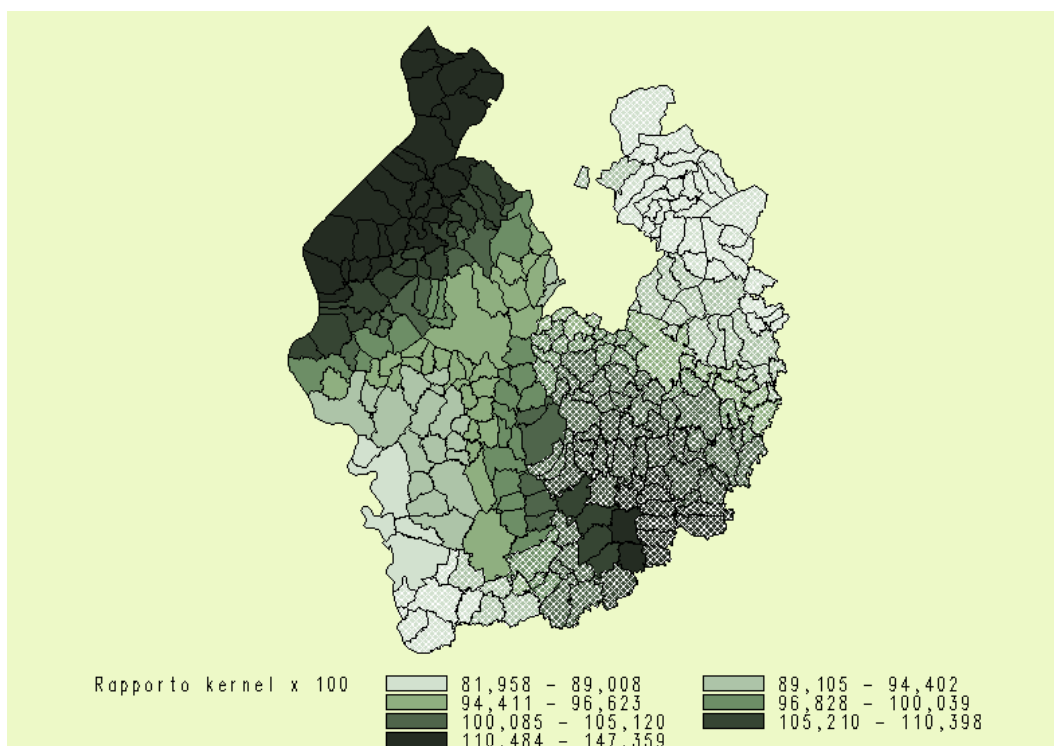 Rapporto kernel x 100 81,958 - 89,008 89,105 - 94,402
94,411 - 96,623 96,828 - 100,039
100,085 - 105,120 105,210 - 110,398
110,484 - 147,359